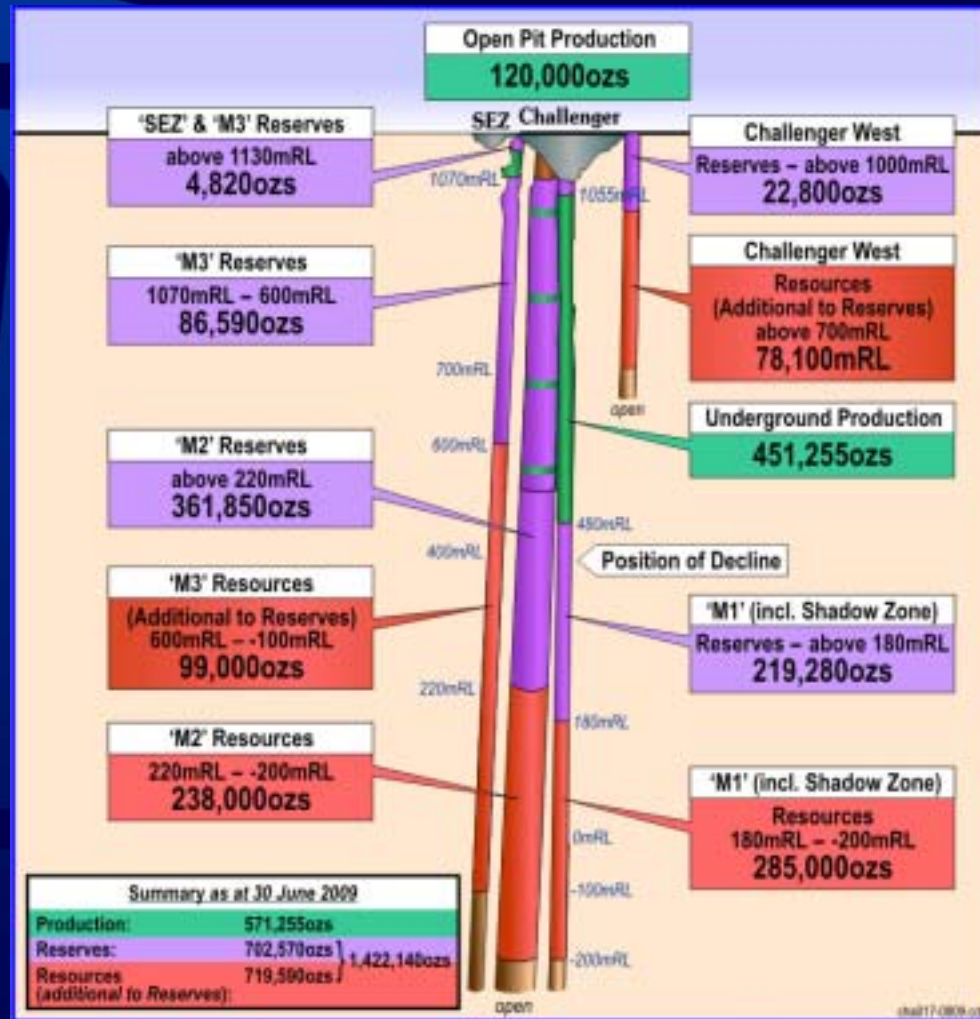 Open Pit Production
120,000ozs
SEZ Challenger
'SEZ' & 'M3' Reserves
above 1130mRL
4,820ozs
1070mRL
1055mRL
Challenger West
Reserves – above 1000mRL
22,800ozs
'M3' Reserves
1070mRL – 600mRL
86,590ozs
Challenger West
Resources
(Additional to Reserves)
above 700mRL
78,100mRL
700mRL
open
Underground Production
451,255ozs
'M2' Reserves
above 220mRL
361,850ozs
600mRL
400mRL
Position of Decline
'M3' Resources
(Additional to Reserves)
600mRL – -100mRL
99,000ozs
'M1' (incl. Shadow Zone)
Reserves – above 180mRL
219,280ozs
220mRL
180mRL
'M2' Resources
220mRL – -200mRL
238,000ozs
'M1' (incl. Shadow Zone)
Resources
180mRL – -200mRL
285,000ozs
0mRL
-100mRL
-200mRL
open
Summary as at 30 June 2009
Production: 571,255ozs
Reserves: 702,570ozs
1,422,140ozs
Resources 719,590ozs
(additional to Reserves):